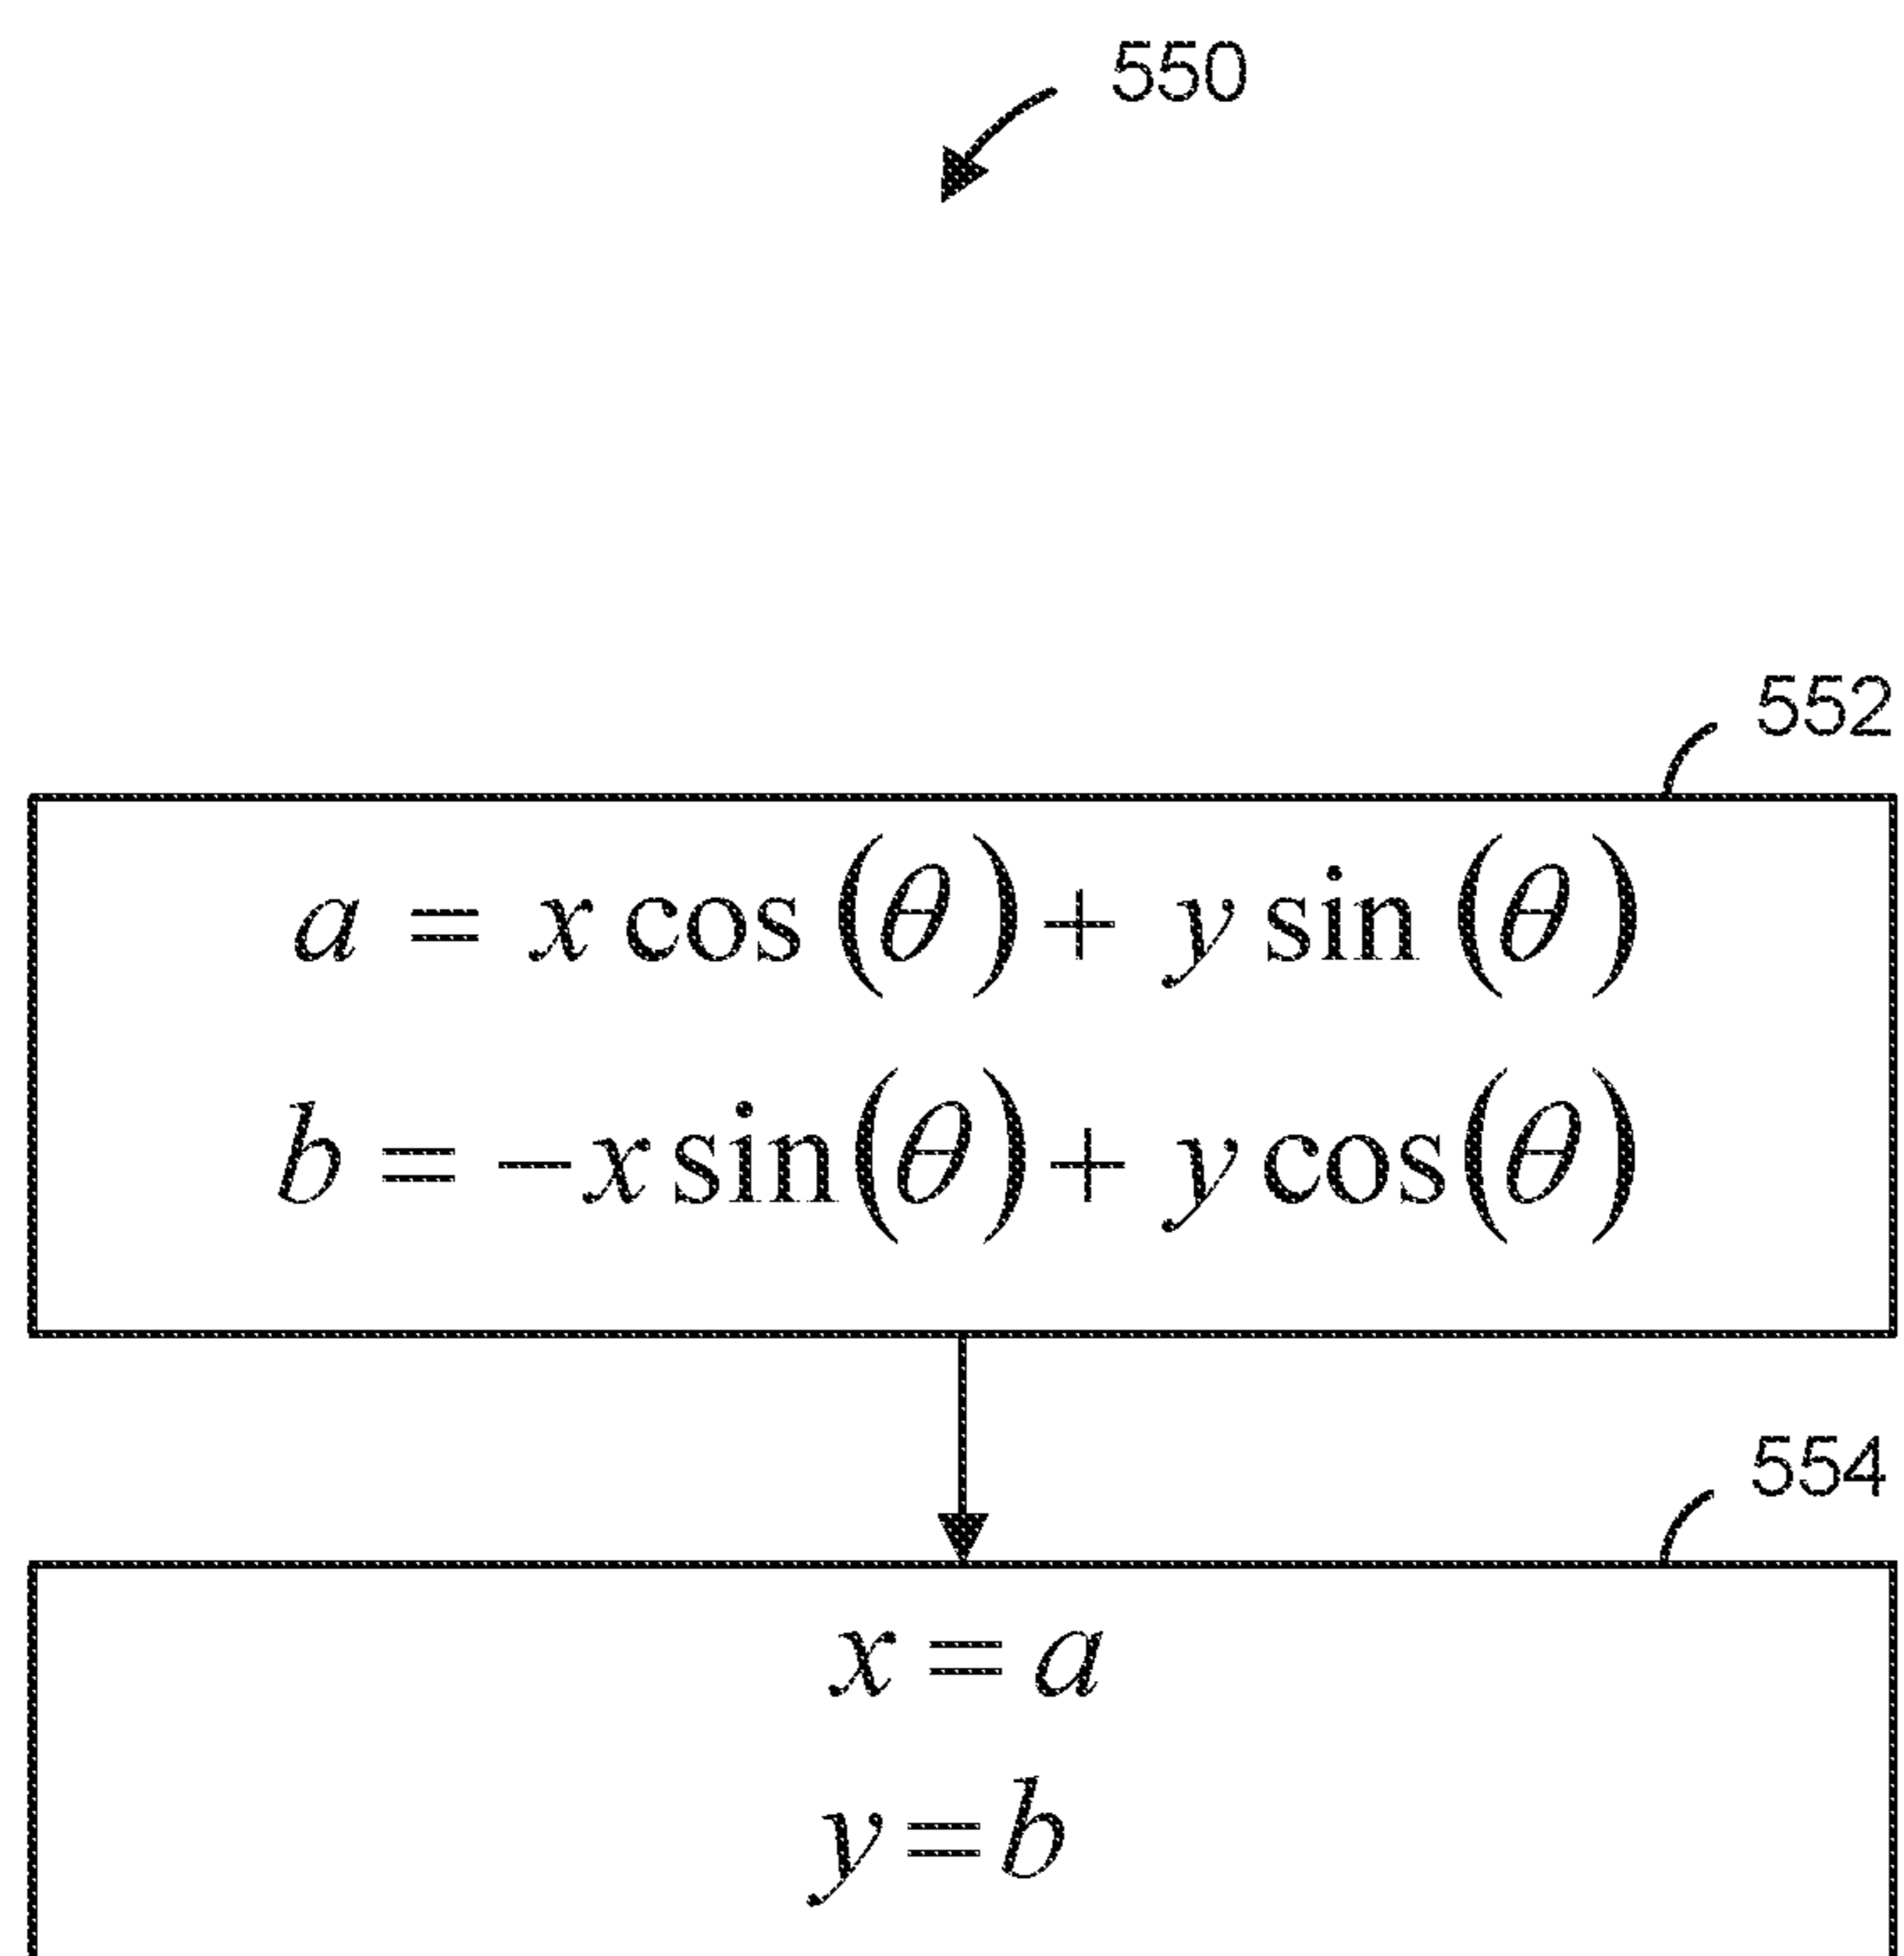 550
552
a = x cos (θ) + y sin (θ)
b = −x sin(θ) + y cos(θ)
554
x = a
y = b